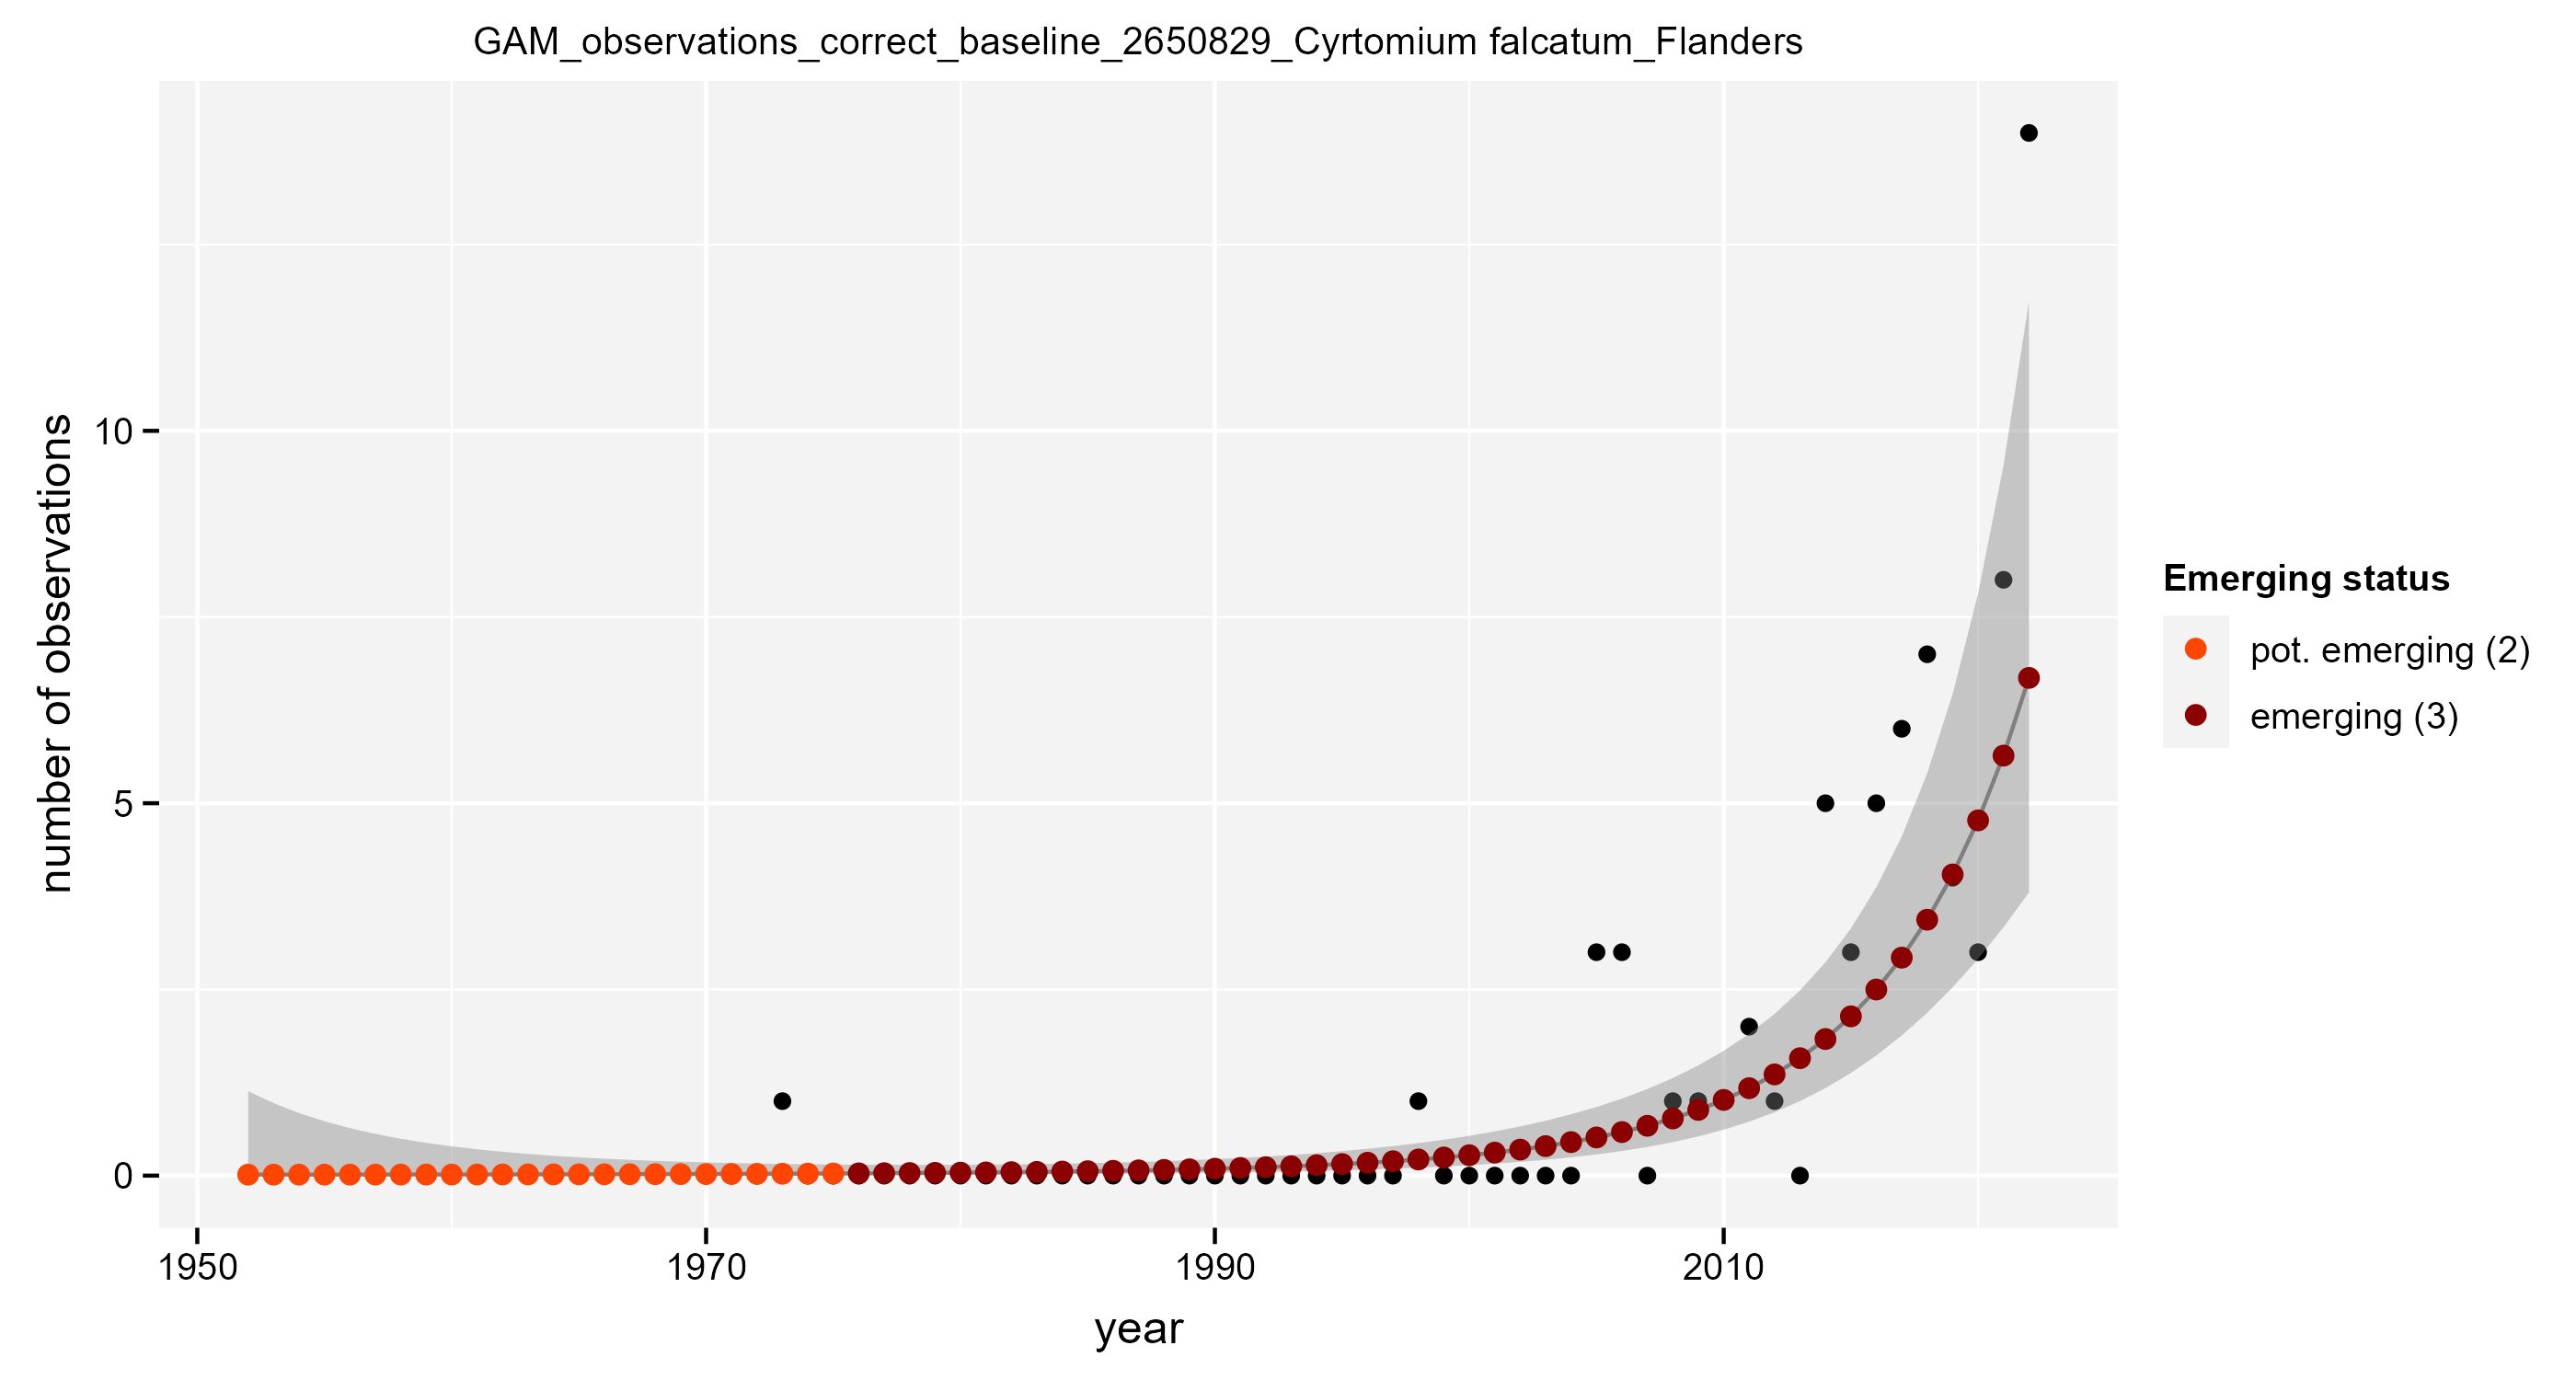 GAM_observations_correct_baseline_2650829_Cyrtomium falcatum_Flanders
number of observations
10
5
0
1950
1970
1990
2010
year
Emerging status
pot. emerging (2)
emerging (3)